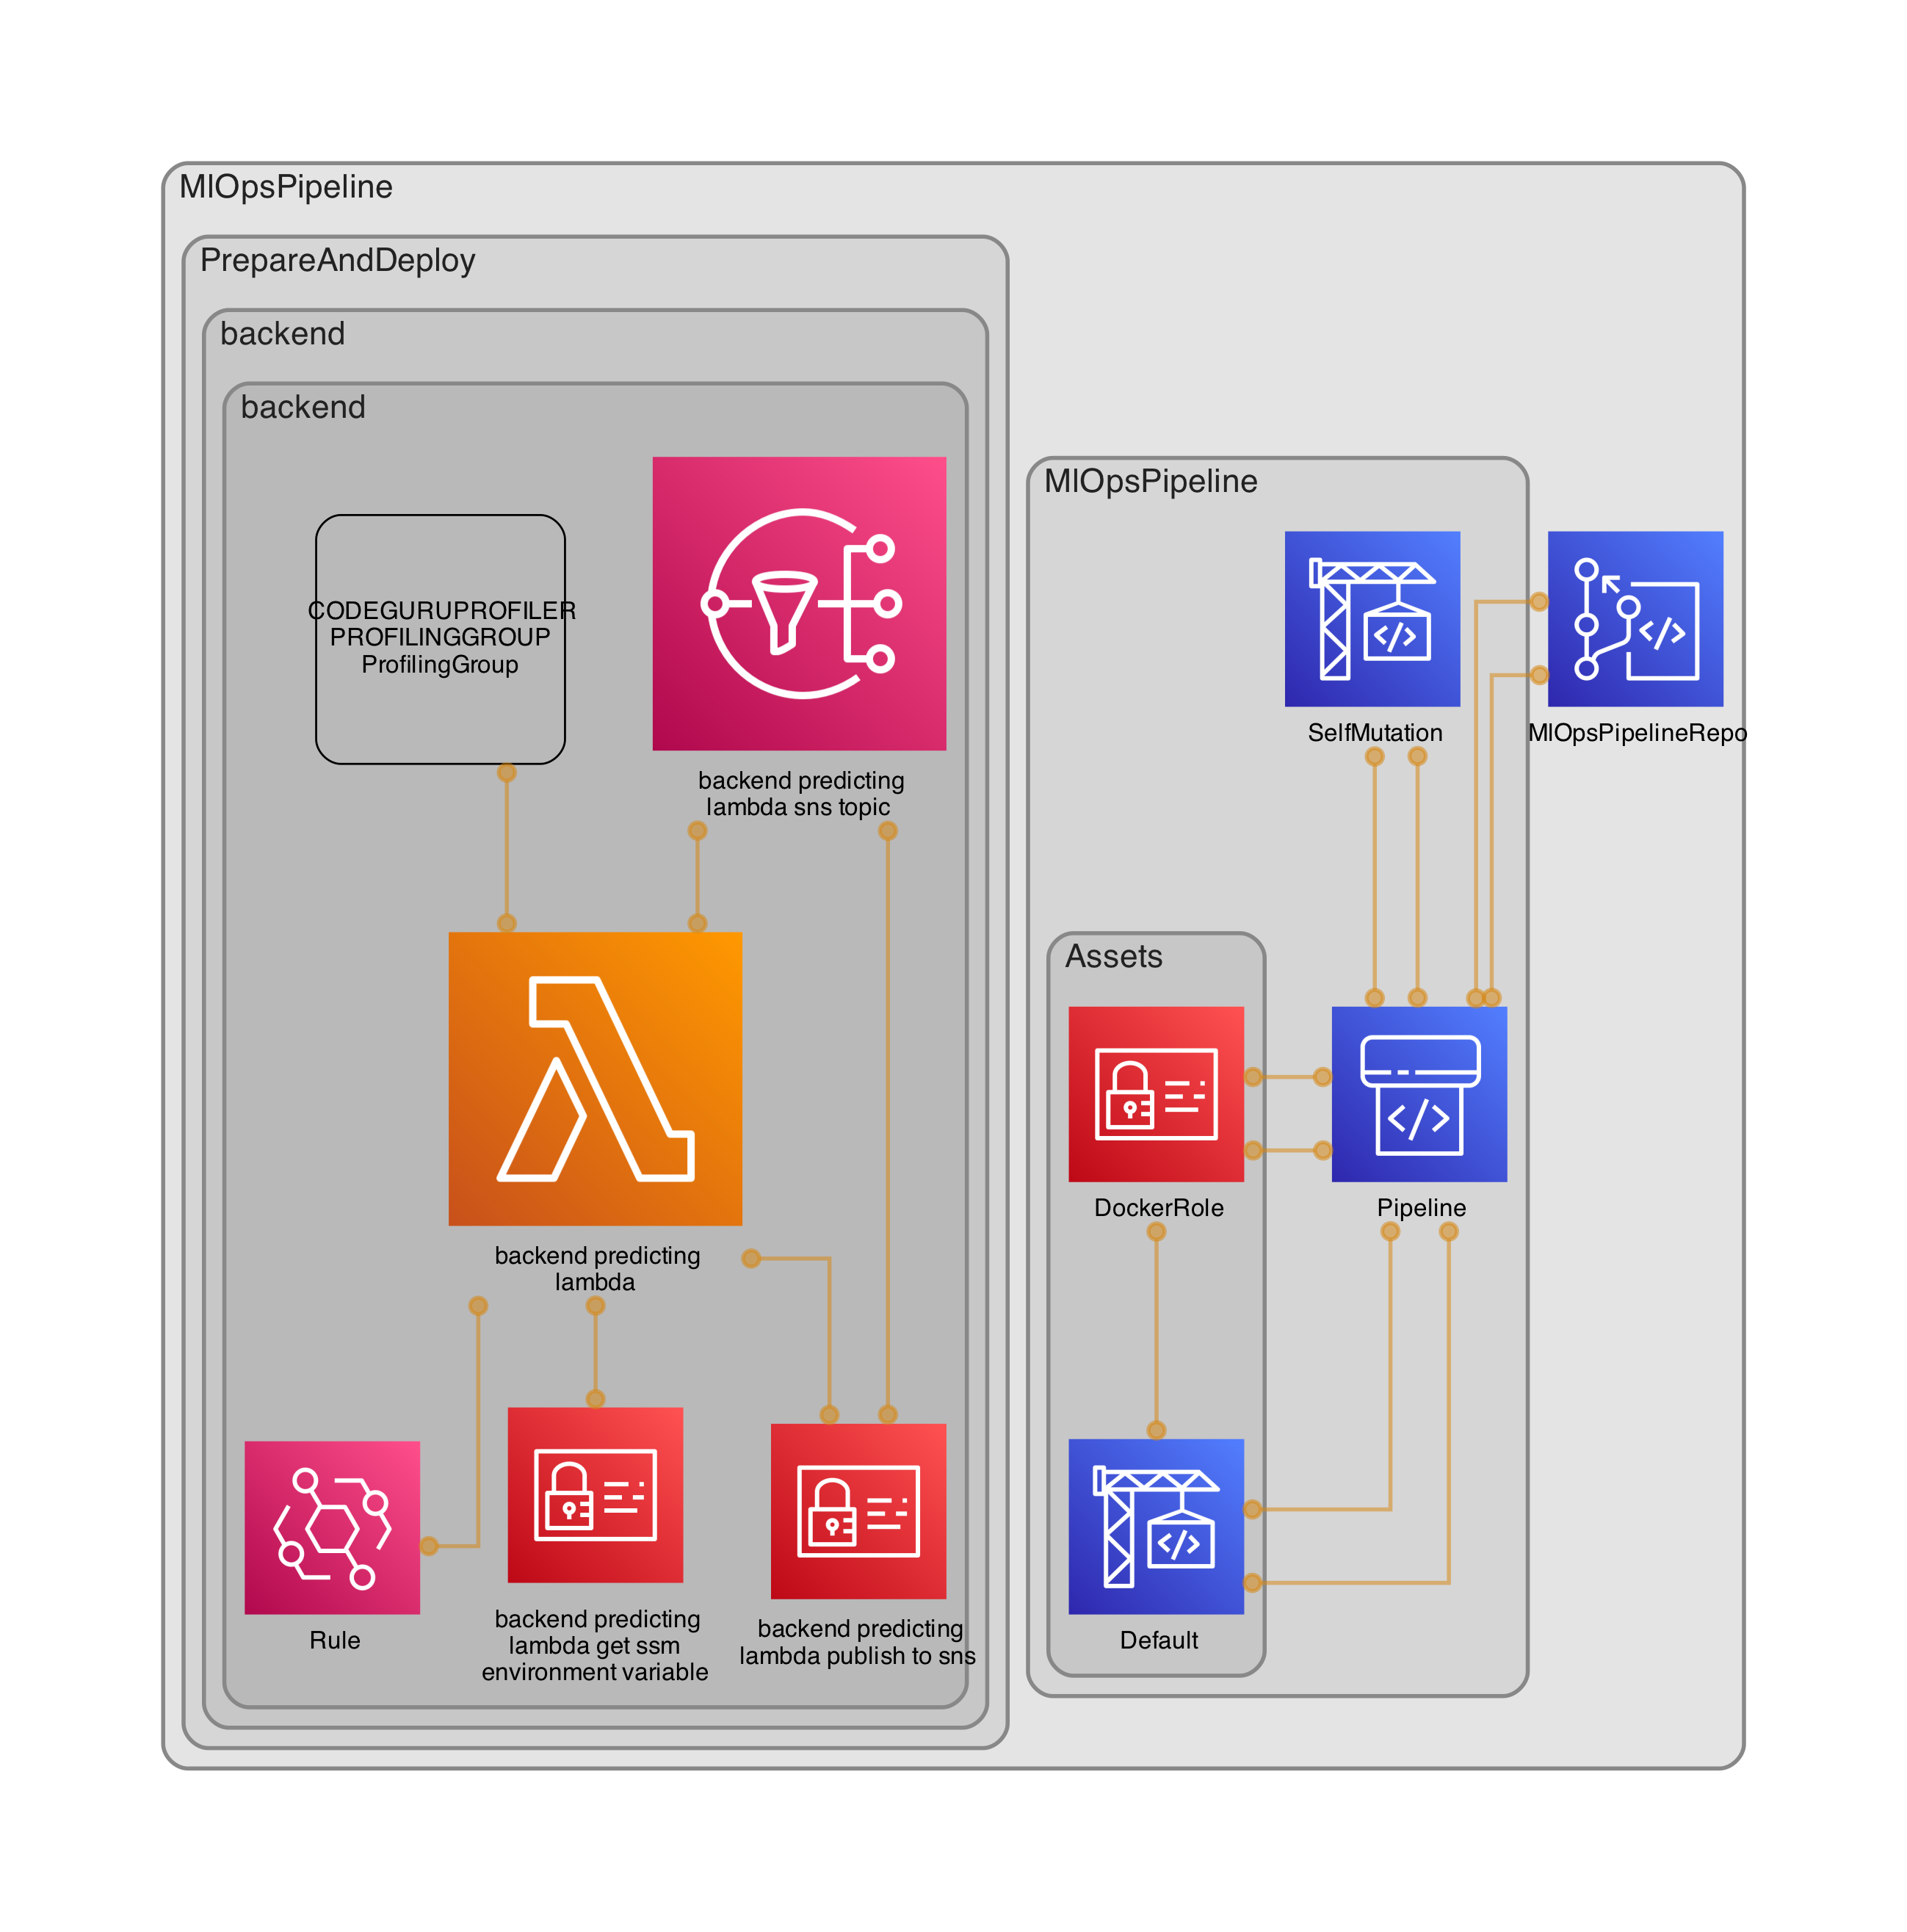 MlOpsPipeline
PrepareAndDeploy
backend
backend
CODEGURUPROFILER
PROFILINGGROUP
ProfilingGroup
backend predicting
lambda sns topic
backend predicting
lambda
Rule
backend predicting
lambda get ssm
environment variable
backend predicting
lambda publish to sns
MlOpsPipeline
SelfMutation
MlOpsPipelineRepo
Assets
DockerRole
Pipeline
Default